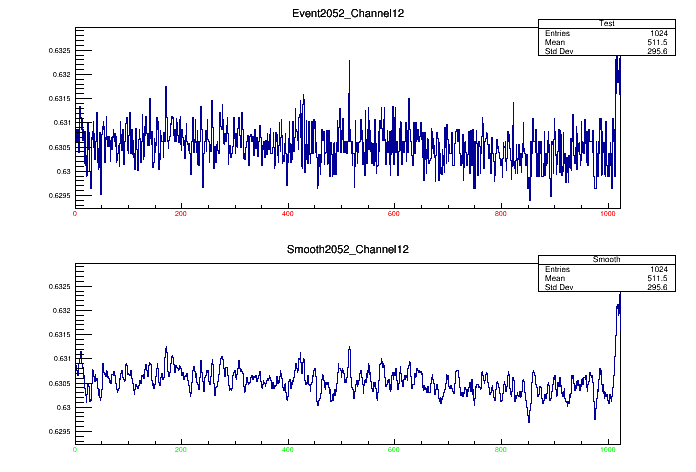 Event2052_Channel12
Test
Entries 1024
Mean 511.5
Std Dev 295.6
0.6325
0.632
0.6315
0.631
0.6305
0.63
0.6295
0 200 400 600 800 1000
Smooth2052_Channel12
Smooth
Entries 1024
Mean 511.5
Std Dev 295.6
0.6325
0.632
0.6315
0.631
0.6305
0.63
0.6295
0 200 400 600 800 1000